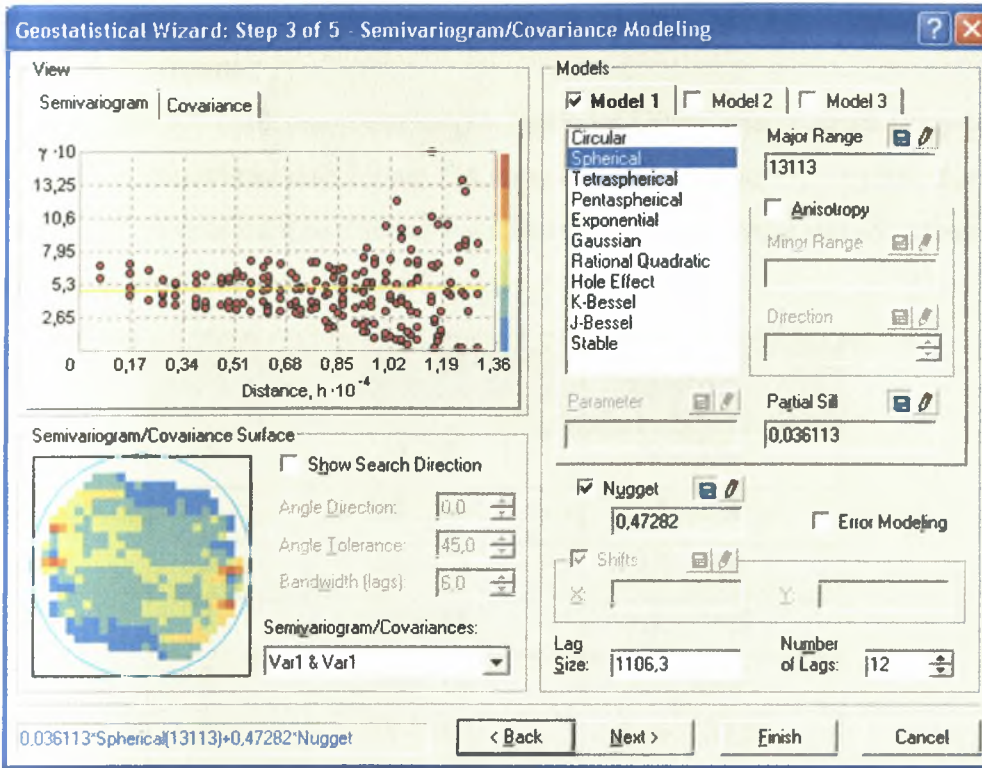 Geostatistical Wizard: Step 3 of 5 - Semivariogram/Covariance Modeling
View
Semivariogram
Covariance
γ·10
13,25
10,6
7,95
5,3
2,65
0 0,17 0,34 0,51 0,68 0,85 1,02 1,19 1,36
Distance, h·10⁻⁴
Semivariogram/Covariance Surface
Show Search Direction
Angle Direction: 0,0
Angle Tolerance: 45,0
Bandwidth (lags): 6,0
Semivariogram/Covariances:
Var1 & Var1
Models
Model 1 Model 2 Model 3
Circular
Spherical
Tetraspherical
Pentaspherical
Exponential
Gaussian
Rational Quadratic
Hole Effect
K-Bessel
J-Bessel
Stable
Major Range
13113
Anisotropy
Minor Range
Direction
Parameter
Partial Sill
0,036113
Nugget
0,47282
Error Modeling
Shifts
X: Y:
Lag Size: 1106,3
Number of Lags: 12
0,036113*Spherical(13113)+0,47282*Nugget
< Back Next > Finish Cancel